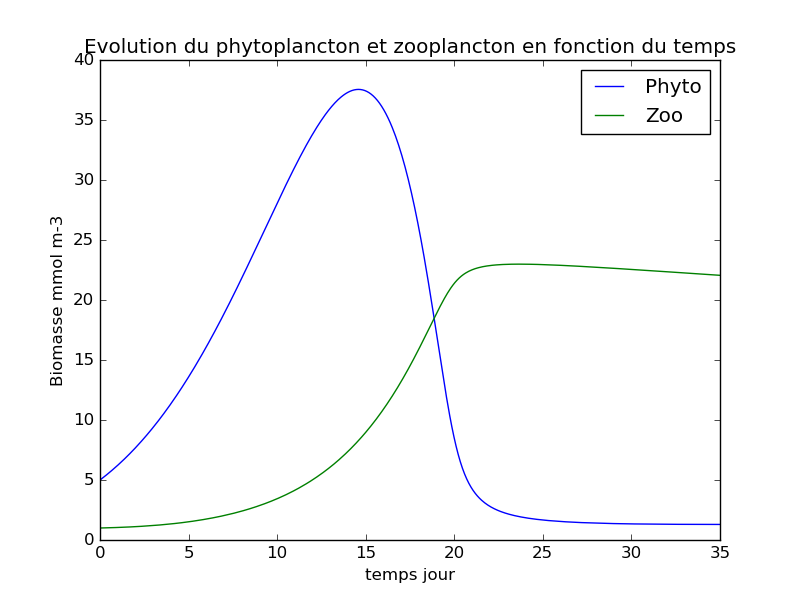 Evolution du phytoplancton et zooplancton en fonction du temps
40
35
30
25
20
15
10
5
0
Biomasse mmol m-3
Phyto
Zoo
0 5 10 15 20 25 30 35
temps jour